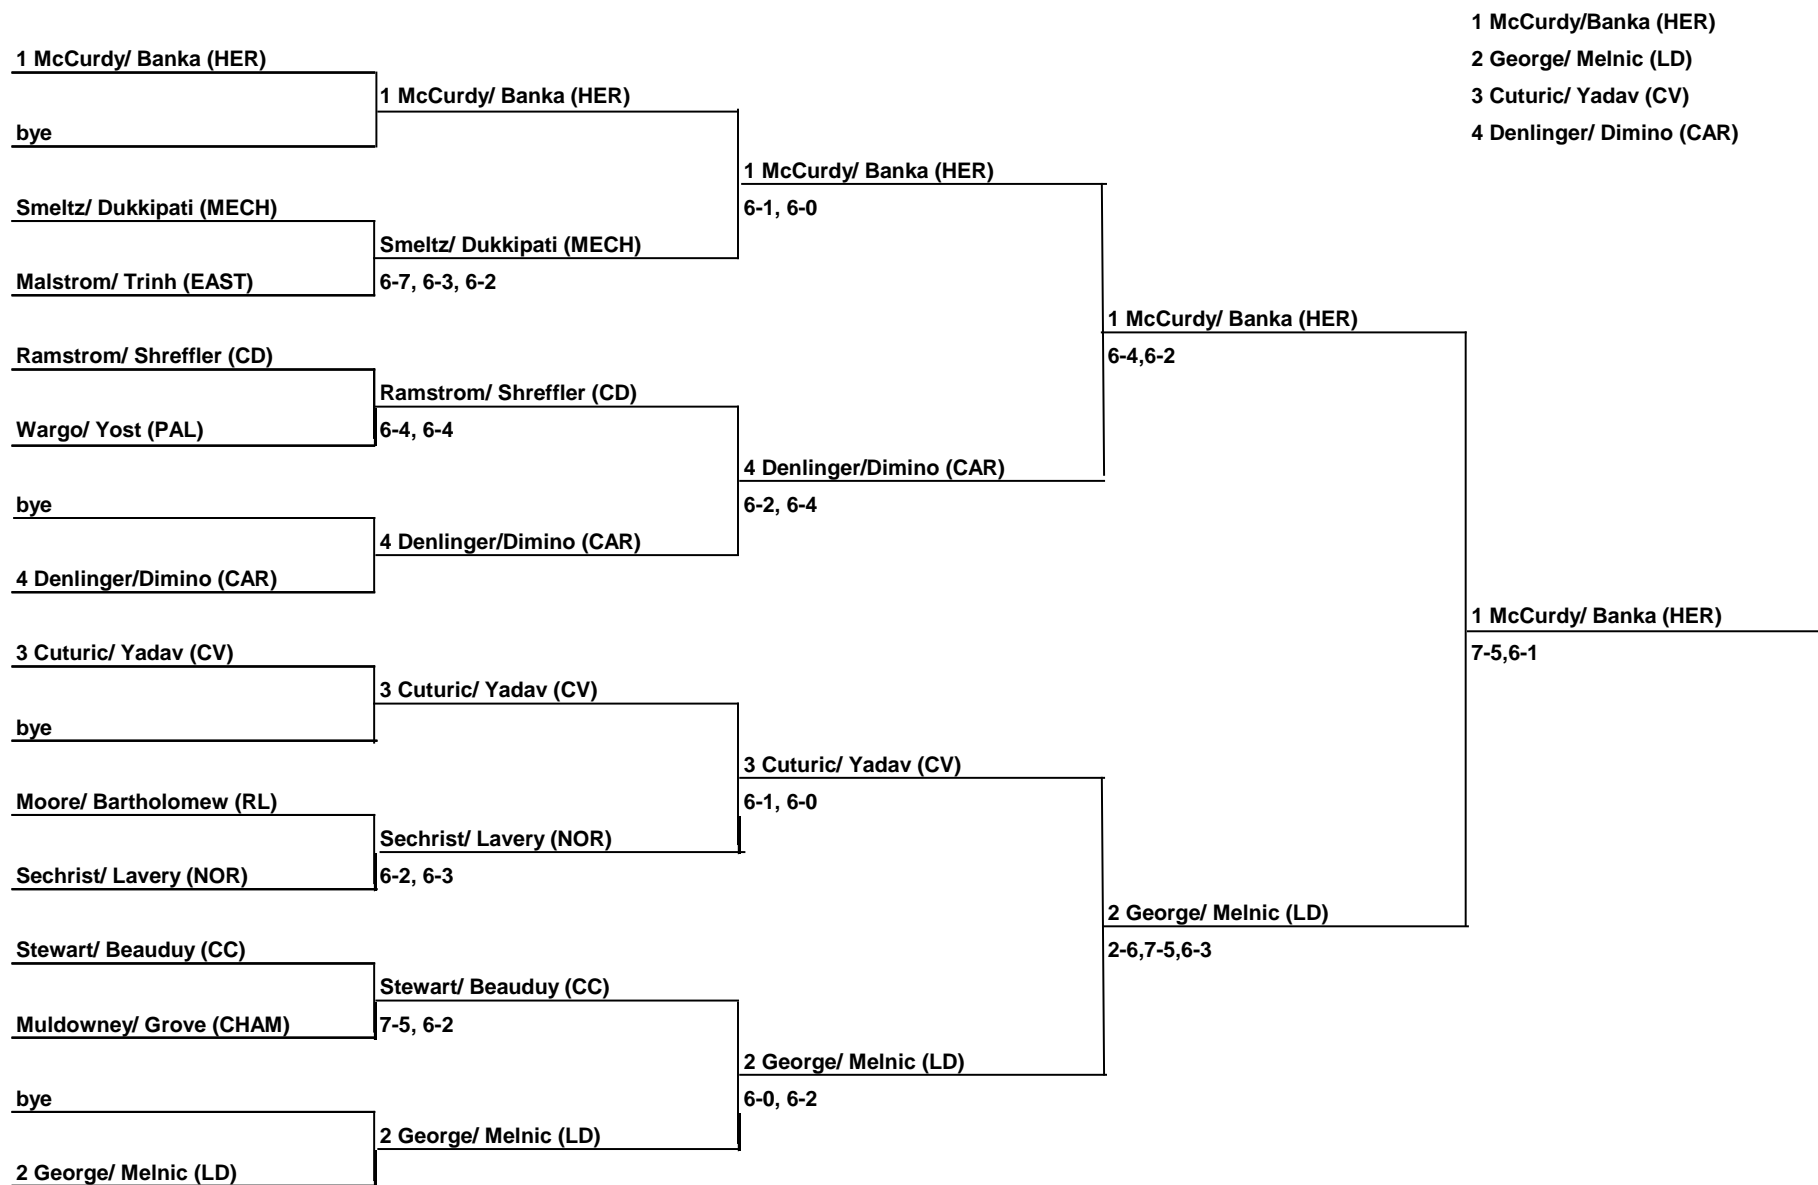 1 McCurdy/Banka (HER)
2 George/ Melnic (LD)
3 Cuturic/ Yadav (CV)
4 Denlinger/ Dimino (CAR)
1 McCurdy/ Banka (HER)
bye
Smeltz/ Dukkipati (MECH)
Malstrom/ Trinh (EAST)
Ramstrom/ Shreffler (CD)
Wargo/ Yost (PAL)
bye
4 Denlinger/Dimino (CAR)
3 Cuturic/ Yadav (CV)
bye
Moore/ Bartholomew (RL)
Sechrist/ Lavery (NOR)
Stewart/ Beauduy (CC)
Muldowney/ Grove (CHAM)
bye
2 George/ Melnic (LD)
1 McCurdy/ Banka (HER)
Smeltz/ Dukkipati (MECH)
6-7, 6-3, 6-2
Ramstrom/ Shreffler (CD)
6-4, 6-4
4 Denlinger/Dimino (CAR)
3 Cuturic/ Yadav (CV)
Sechrist/ Lavery (NOR)
6-2, 6-3
Stewart/ Beauduy (CC)
7-5, 6-2
2 George/ Melnic (LD)
1 McCurdy/ Banka (HER)
6-1, 6-0
4 Denlinger/Dimino (CAR)
6-2, 6-4
3 Cuturic/ Yadav (CV)
6-1, 6-0
2 George/ Melnic (LD)
6-0, 6-2
1 McCurdy/ Banka (HER)
6-4,6-2
2 George/ Melnic (LD)
2-6,7-5,6-3
1 McCurdy/ Banka (HER)
7-5,6-1